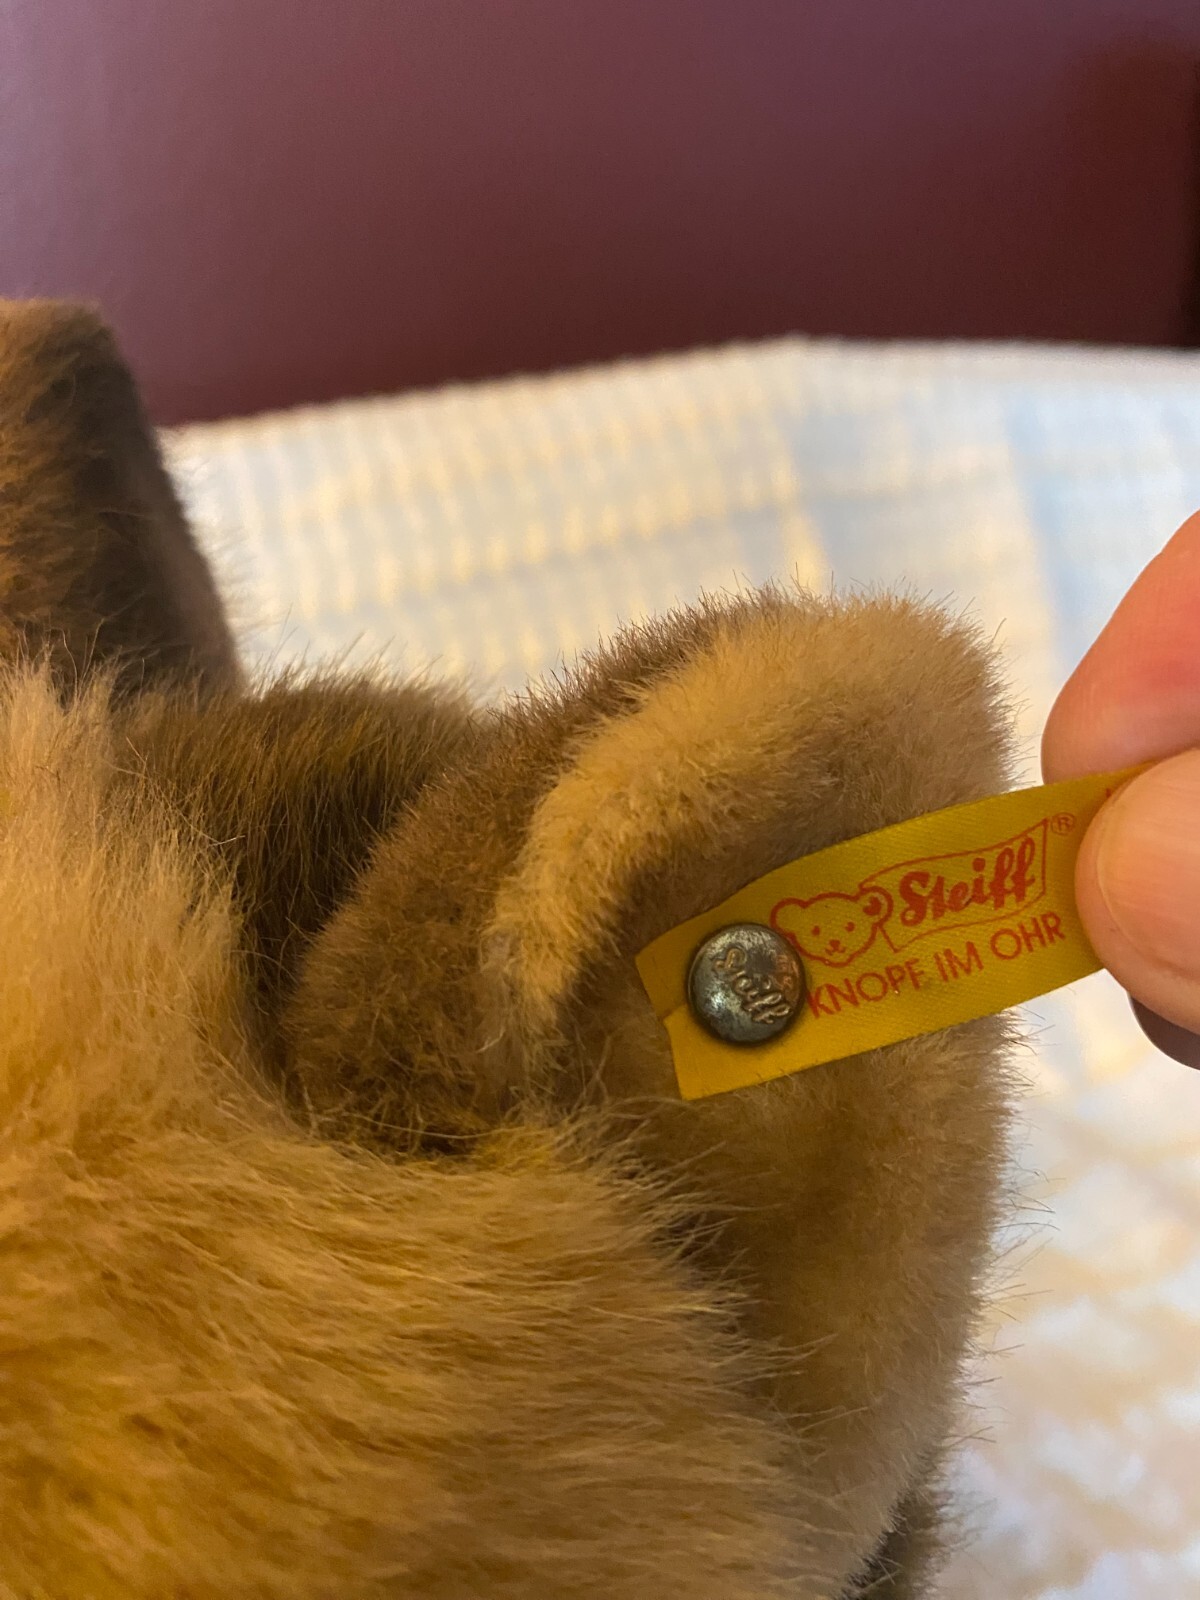 Steiff®
KNOPF IM OHR
Steiff